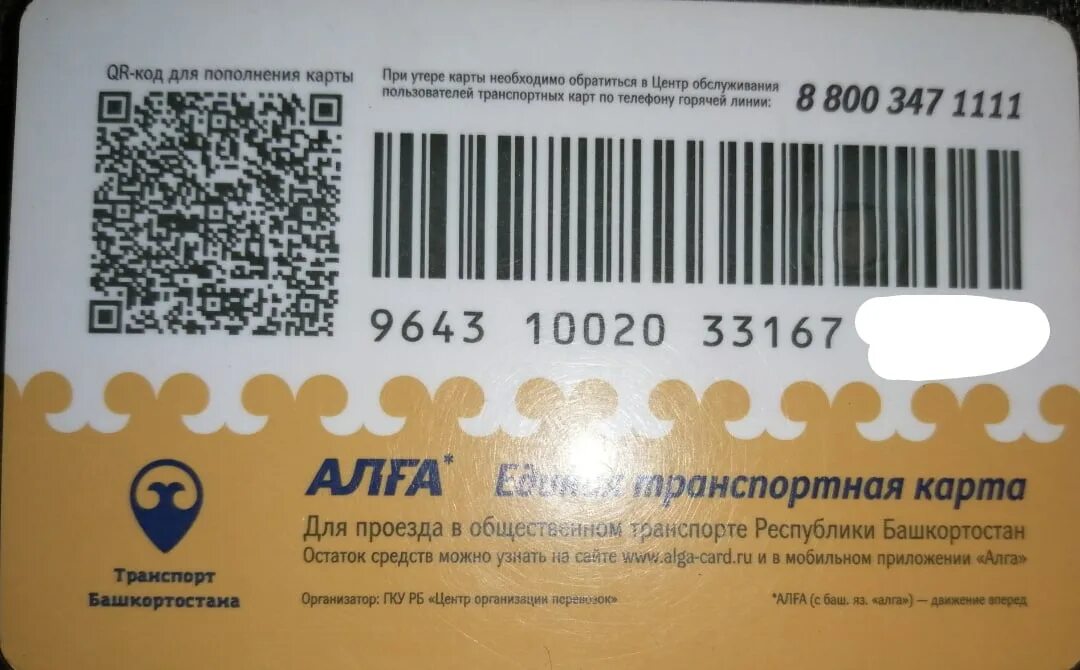 QR-код для пополнения карты
При утере карты необходимо обратиться в Центр обслуживания
пользователей транспортных карт по телефону горячей линии:
8 800 347 1111
9643 10020 33167
АЛҒА*
Единая транспортная карта
Для проезда в общественном транспорте Республики Башкортостан
Остаток средств можно узнать на сайте www.alga-card.ru и в мобильном приложении «Алга»
Транспорт
Башкортостана
Организатор: ГКУ РБ «Центр организации перевозок»
*АЛҒА (с баш. яз. «алга») — движение вперед